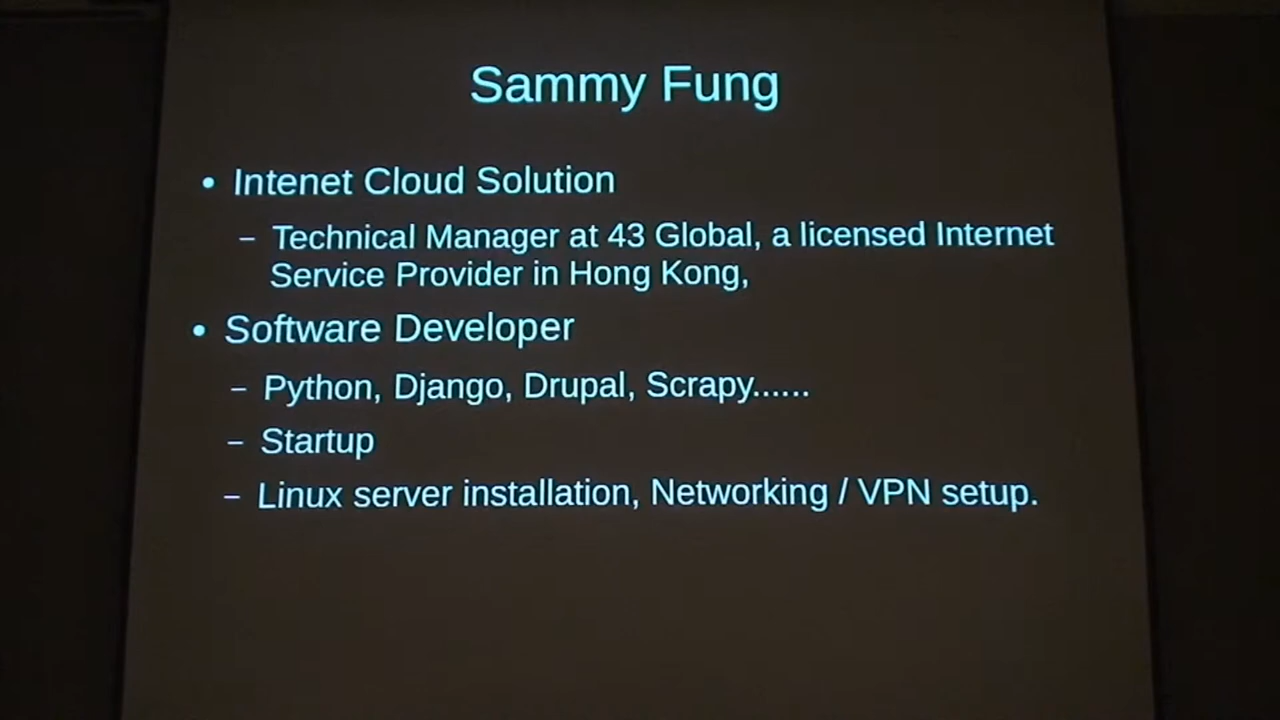 Sammy Fung
• Intenet Cloud Solution
– Technical Manager at 43 Global, a licensed Internet
Service Provider in Hong Kong,
• Software Developer
– Python, Django, Drupal, Scrapy......
– Startup
– Linux server installation, Networking / VPN setup.